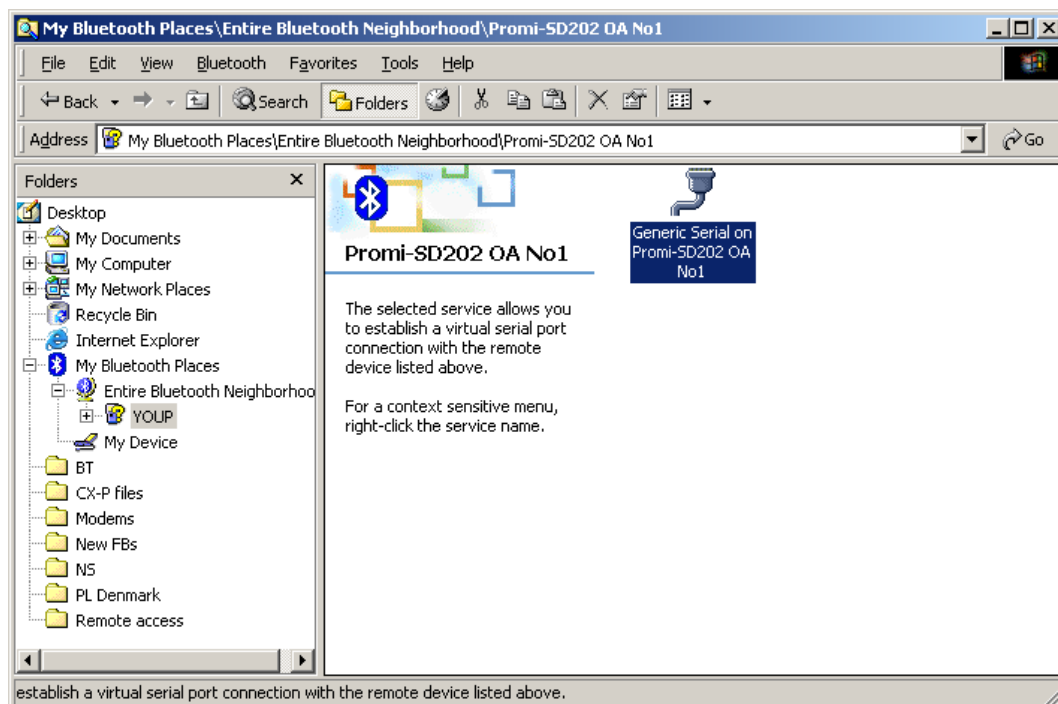 My Bluetooth Places\Entire Bluetooth Neighborhood\Promi-SD202 OA No1
File Edit View Bluetooth Favorites Tools Help
Back Search Folders
Address My Bluetooth Places\Entire Bluetooth Neighborhood\Promi-SD202 OA No1 Go
Folders
Desktop
My Documents
My Computer
My Network Places
Recycle Bin
Internet Explorer
My Bluetooth Places
Entire Bluetooth Neighborhoo
YOUP
My Device
BT
CX-P files
Modems
New FBs
NS
PL Denmark
Remote access
Promi-SD202 OA No1
The selected service allows you
to establish a virtual serial port
connection with the remote
device listed above.
For a context sensitive menu,
right-click the service name.
Generic Serial on
Promi-SD202 OA
No1
establish a virtual serial port connection with the remote device listed above.